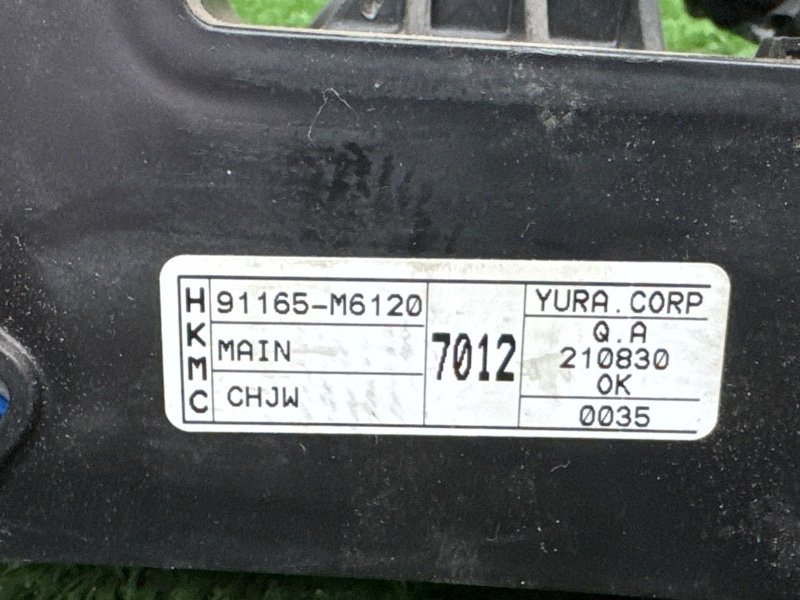 HKMC
91165-M6120
MAIN
CHJW
7012
YURA.CORP
Q.A
210830
OK
0035